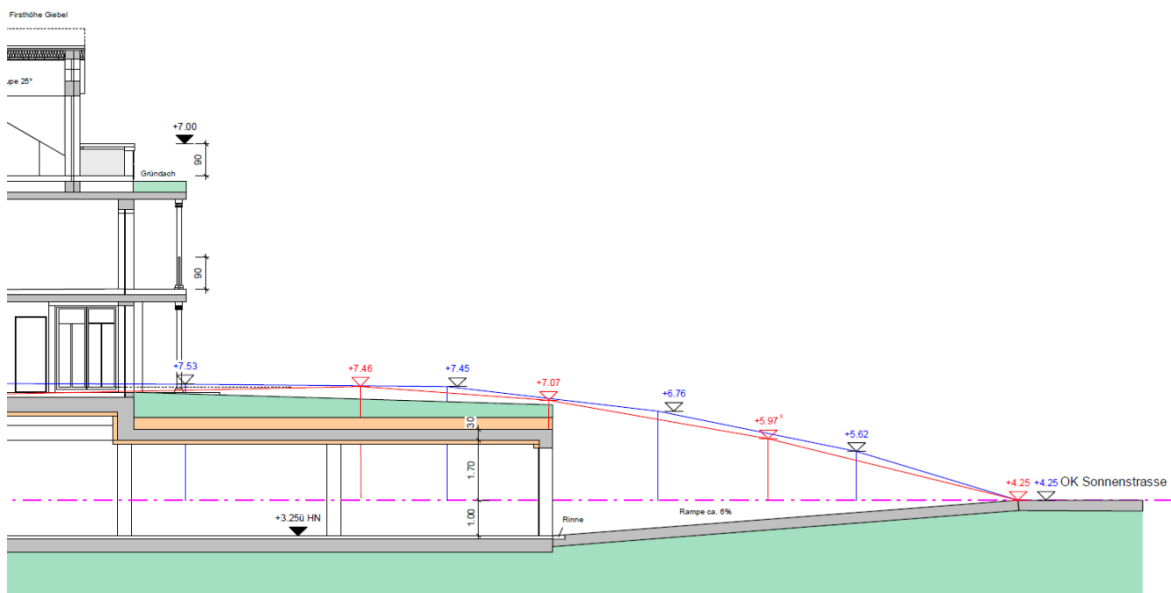 Firsthöhe Giebel
upe 25°
+7.00
90
Gründach
90
+7.53
+7.46
+7.45
+7.07
+6.76
+5.97
+5.62
30
1.70
+4.25
+4.25 OK Sonnenstrasse
1.00
+3.25ü HN
Rinne
Rampe ca. 6%